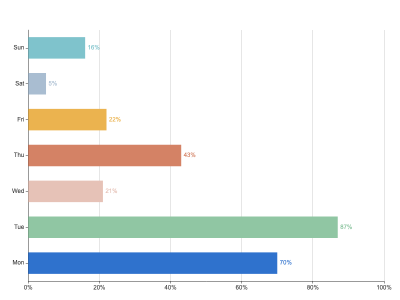 Sun 16%
Sat 5%
Fri 22%
Thu 43%
Wed 21%
Tue 87%
Mon 70%
0% 20% 40% 60% 80% 100%